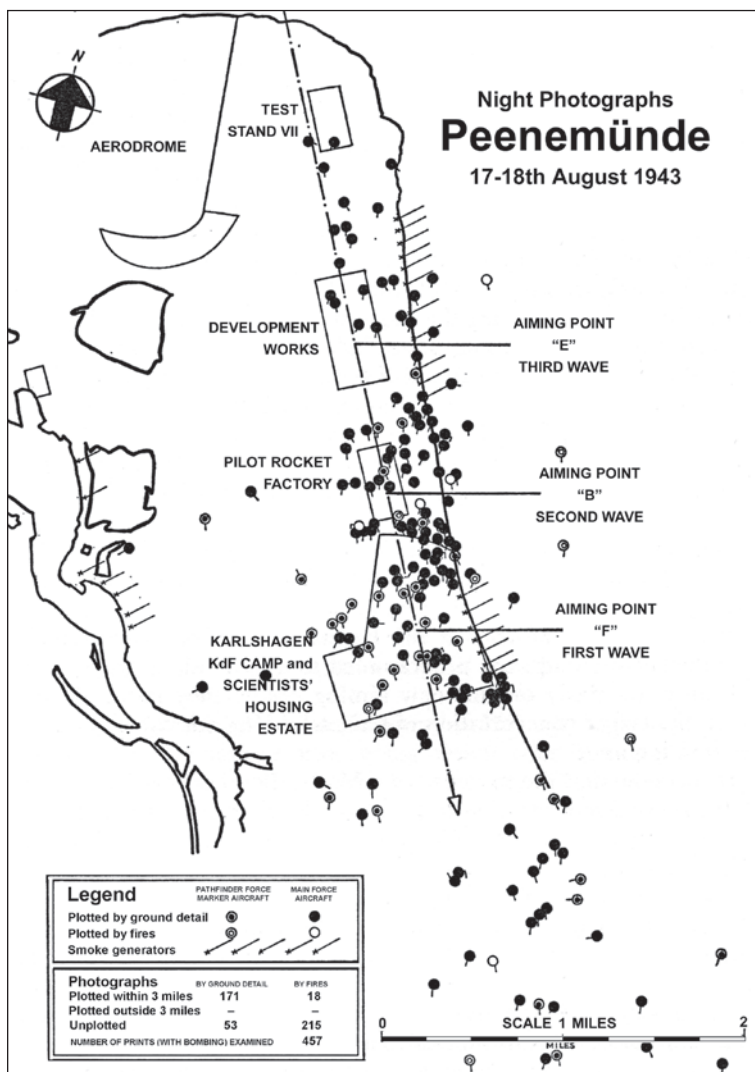 N
Night Photographs
Peenemünde
17-18th August 1943
TEST
STAND VII
AERODROME
DEVELOPMENT
WORKS
AIMING POINT
“E”
THIRD WAVE
PILOT ROCKET
FACTORY
AIMING POINT
“B”
SECOND WAVE
AIMING POINT
“F”
FIRST WAVE
KARLSHAGEN
KdF CAMP and
SCIENTISTS’
HOUSING
ESTATE
Legend
PATHFINDER FORCE MARKER AIRCRAFT
MAIN FORCE AIRCRAFT
Plotted by ground detail
Plotted by fires
Smoke generators
Photographs BY GROUND DETAIL BY FIRES
Plotted within 3 miles 171 18
Plotted outside 3 miles – –
Unplotted 53 215
NUMBER OF PRINTS (WITH BOMBING) EXAMINED 457
0 SCALE 1 MILES 2
MILES